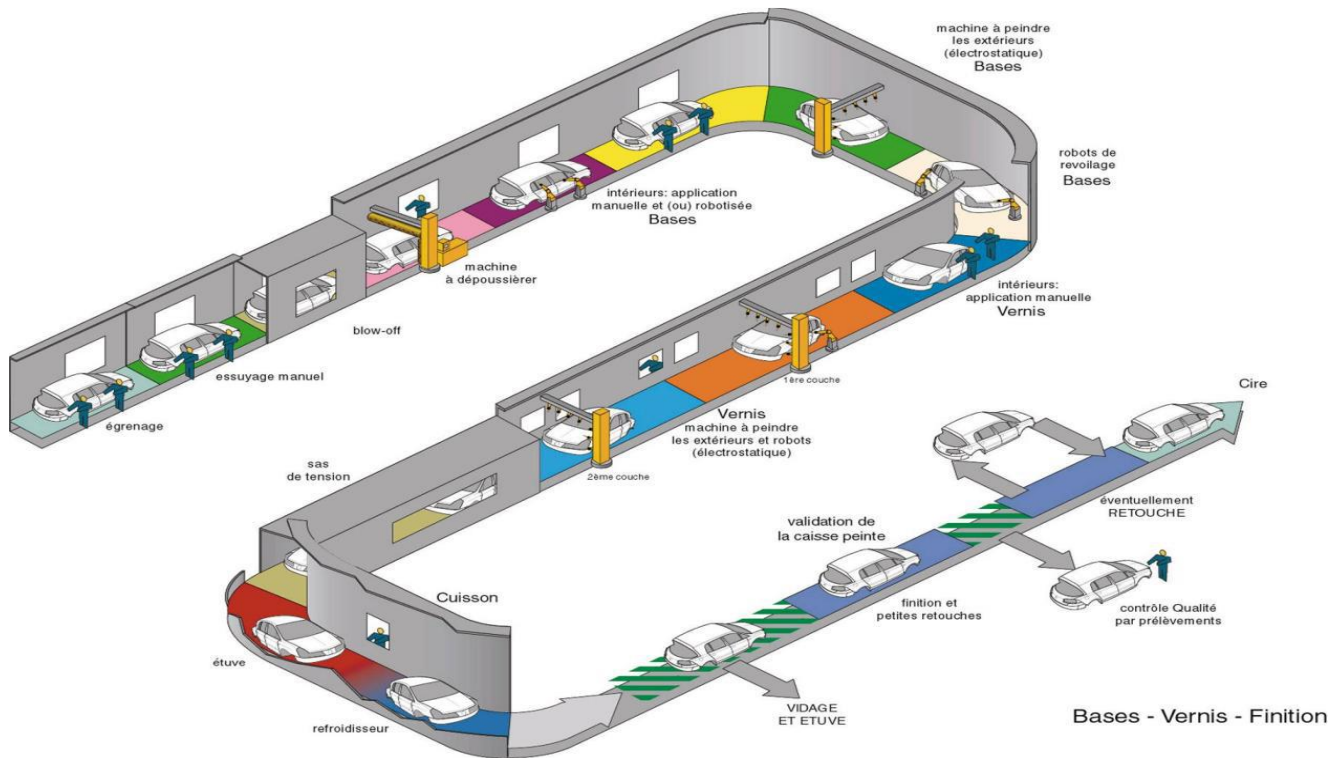 machine à peindre
les extérieurs
(électrostatique)
Bases
robots de
revoilage
Bases
intérieurs: application
manuelle et (ou) robotisée
Bases
machine
à dépoussièrer
blow-off
essuyage manuel
égrenage
intérieurs:
application manuelle
Vernis
1ère couche
Vernis
machine à peindre
les extérieurs et robots
(électrostatique)
2ème couche
sas
de tension
Cuisson
étuve
refroidisseur
VIDAGE
ET ETUVE
validation de
la caisse peinte
finition et
petites retouches
Cire
éventuellement
RETOUCHE
contrôle Qualité
par prélèvements
Bases - Vernis - Finition